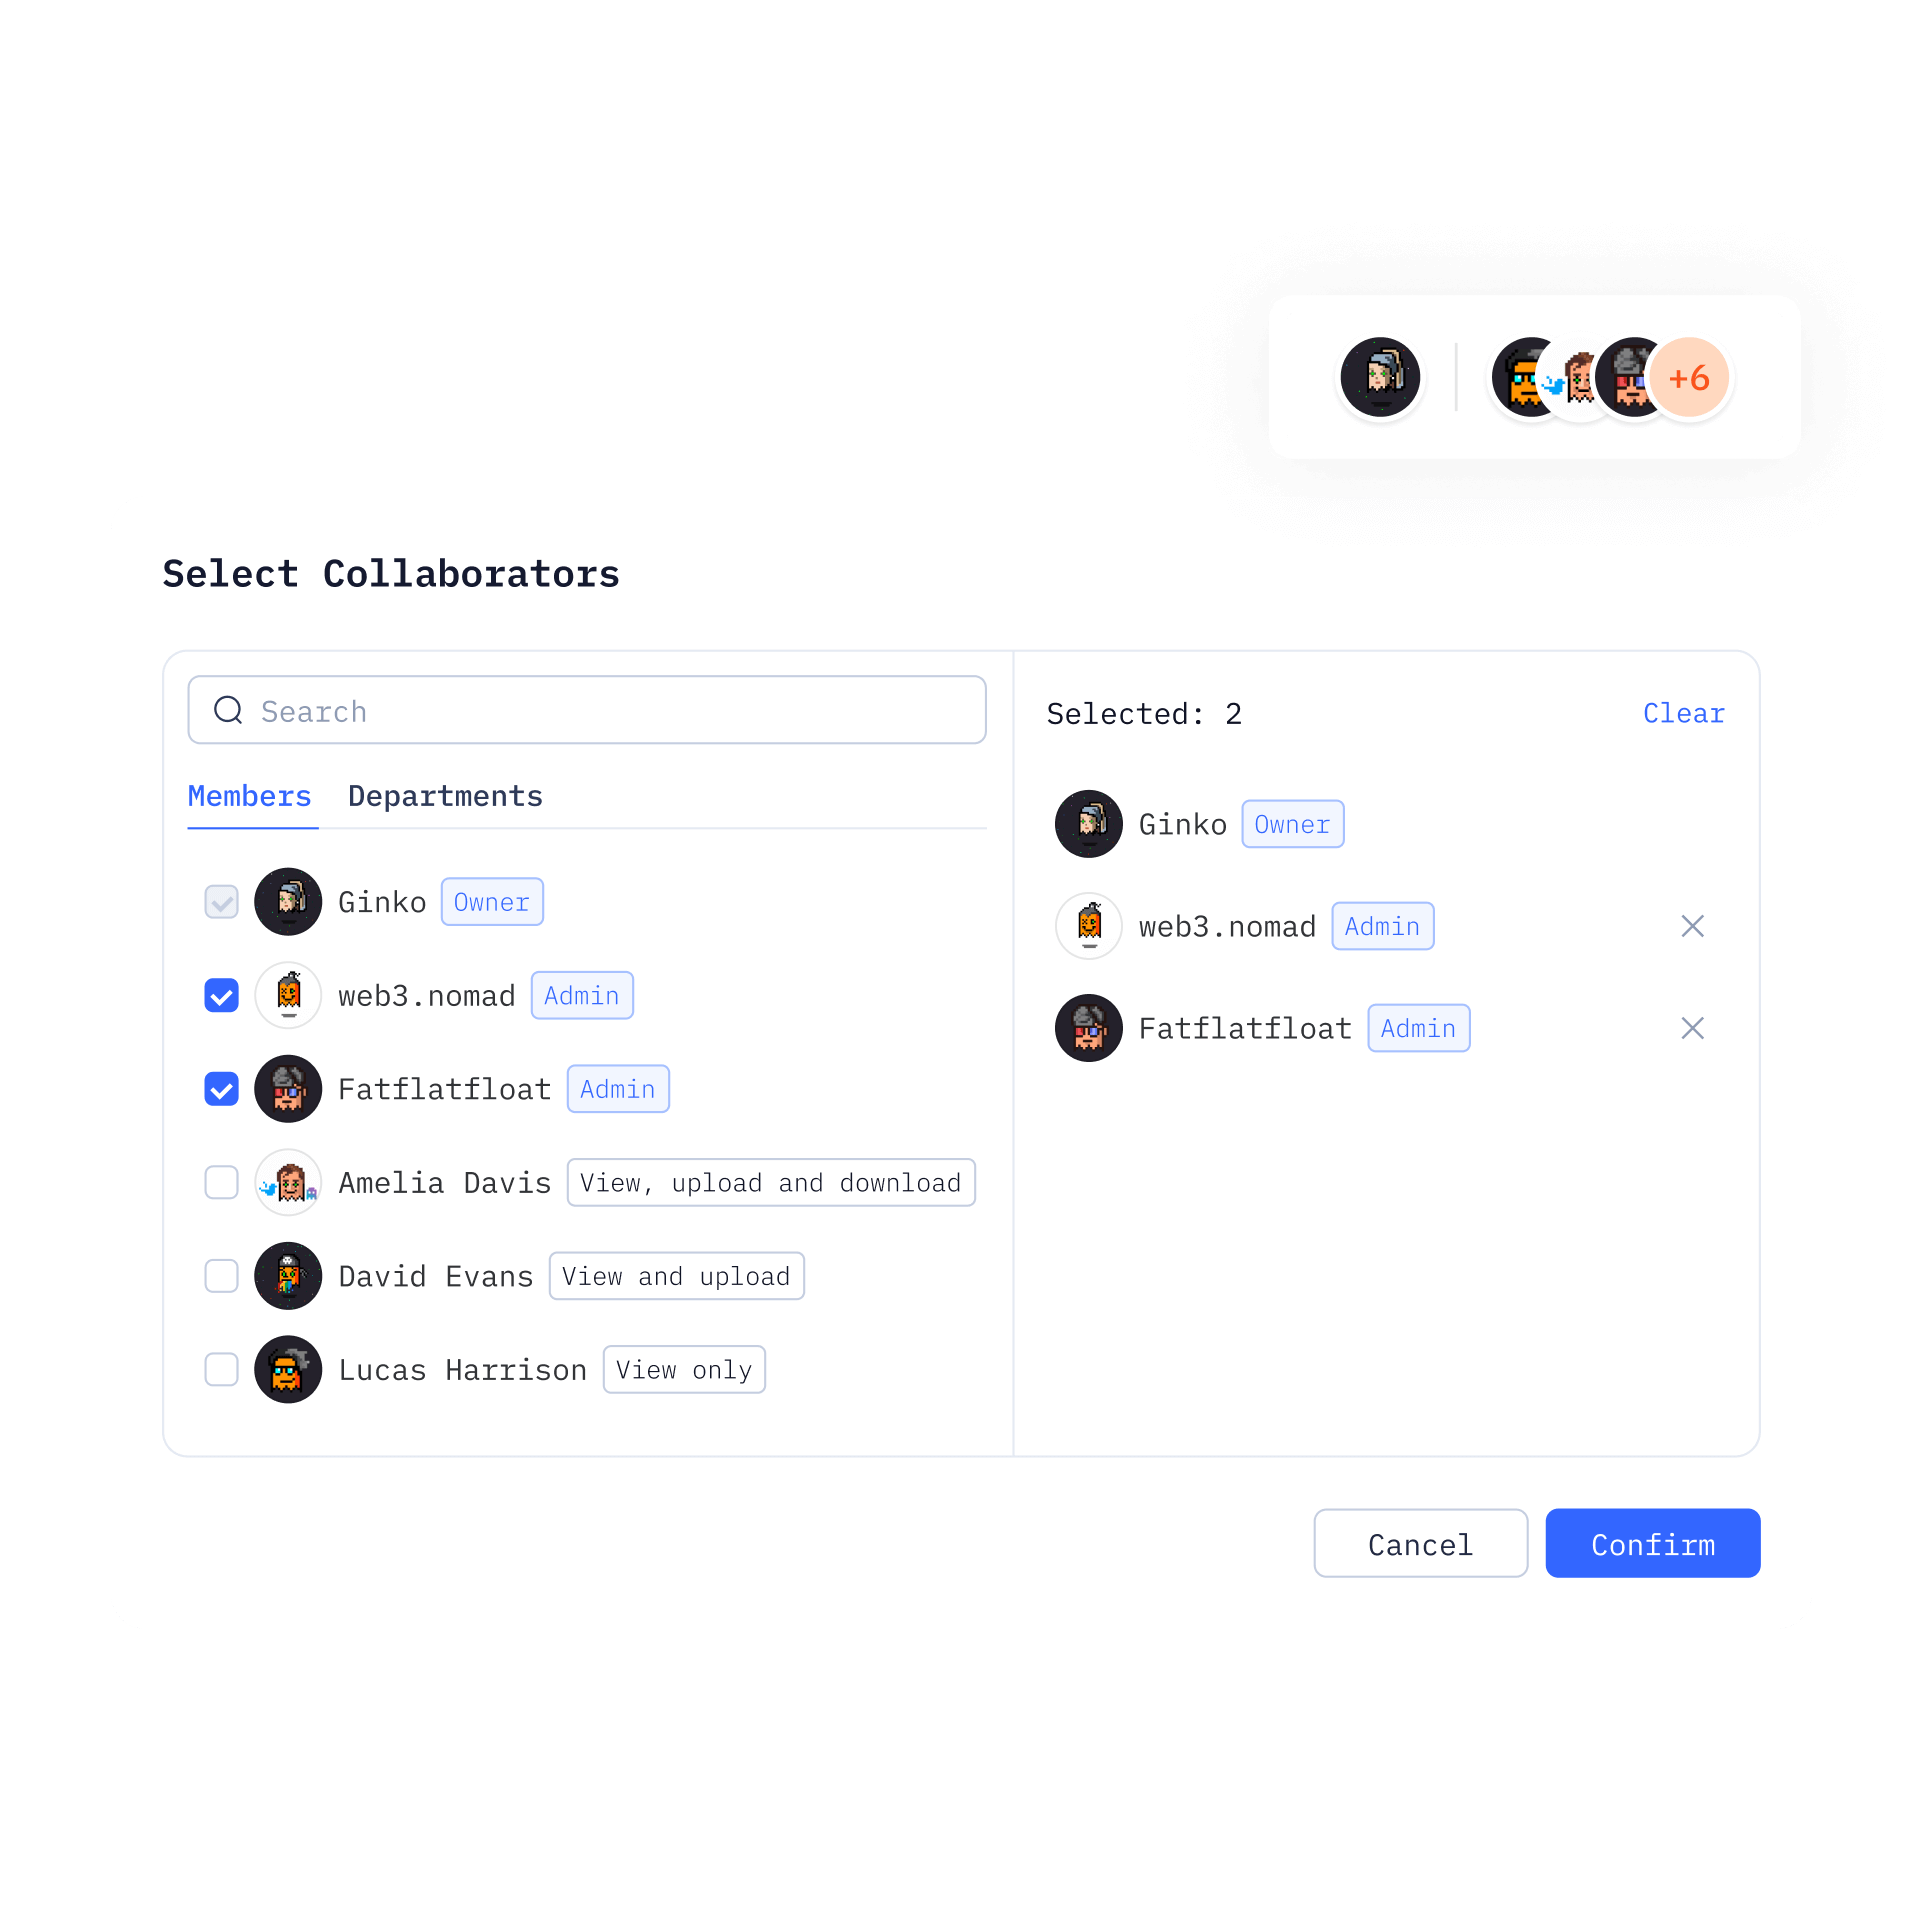 +6
Select Collaborators
Search
Members Departments
Ginko Owner
web3.nomad Admin
Fatflatfloat Admin
Amelia Davis View, upload and download
David Evans View and upload
Lucas Harrison View only
Selected: 2 Clear
Ginko Owner
web3.nomad Admin
Fatflatfloat Admin
Cancel Confirm